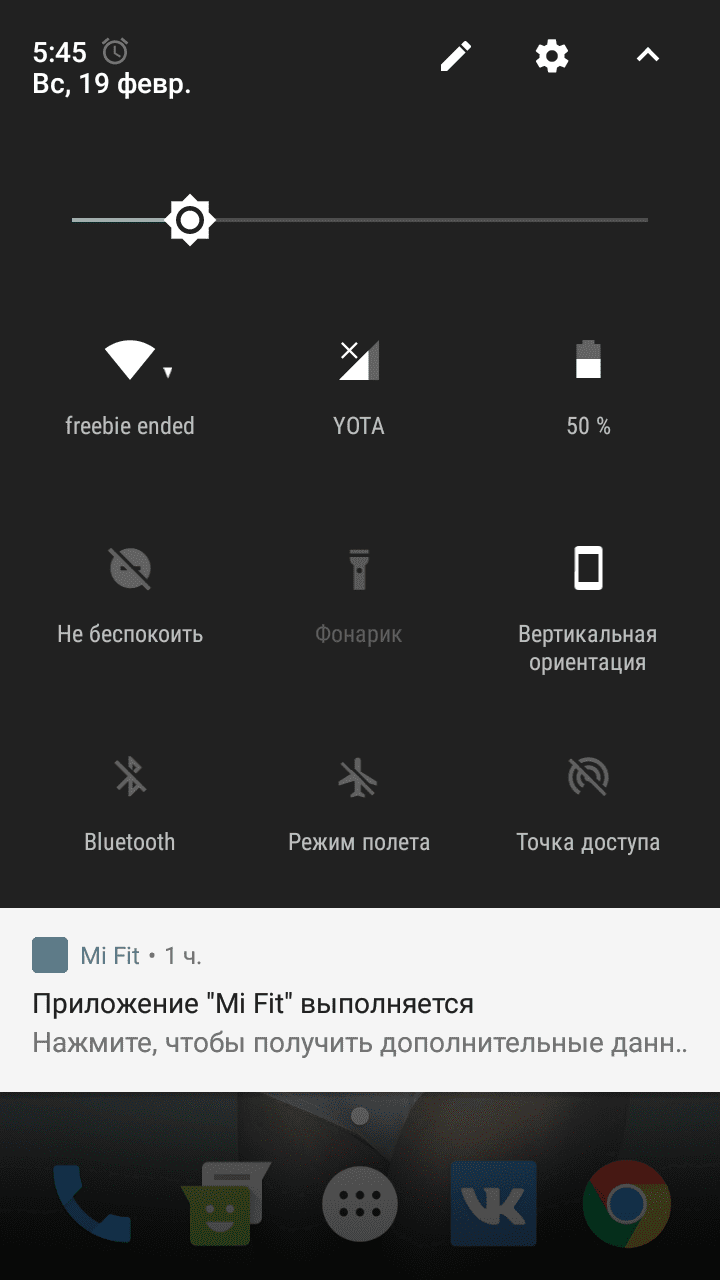 5:45
Вс, 19 февр.
freebie ended
YOTA
50 %
Не беспокоить
Фонарик
Вертикальная
ориентация
Bluetooth
Режим полета
Точка доступа
Mi Fit • 1 ч.
Приложение "Mi Fit" выполняется
Нажмите, чтобы получить дополнительные данн..